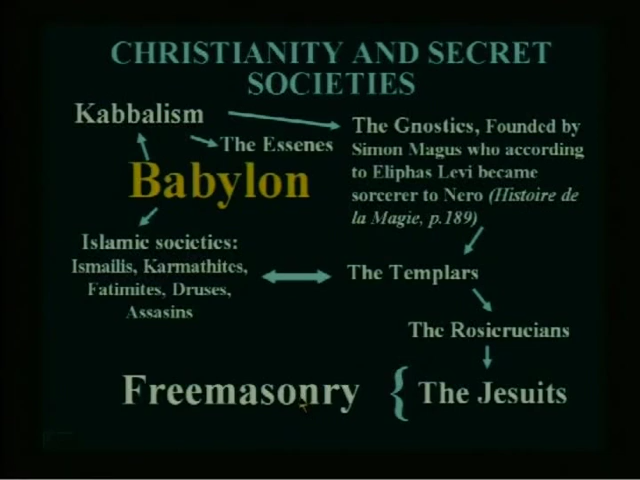 CHRISTIANITY AND SECRET
SOCIETIES
Kabbalism
The Essenes
Babylon
The Gnostics, Founded by
Simon Magus who according
to Eliphas Levi became
sorcerer to Nero (Histoire de
la Magie, p.189)
Islamic societies:
Ismailis, Karmathites,
Fatimites, Druses,
Assasins
The Templars
The Rosicrucians
Freemasonry { The Jesuits